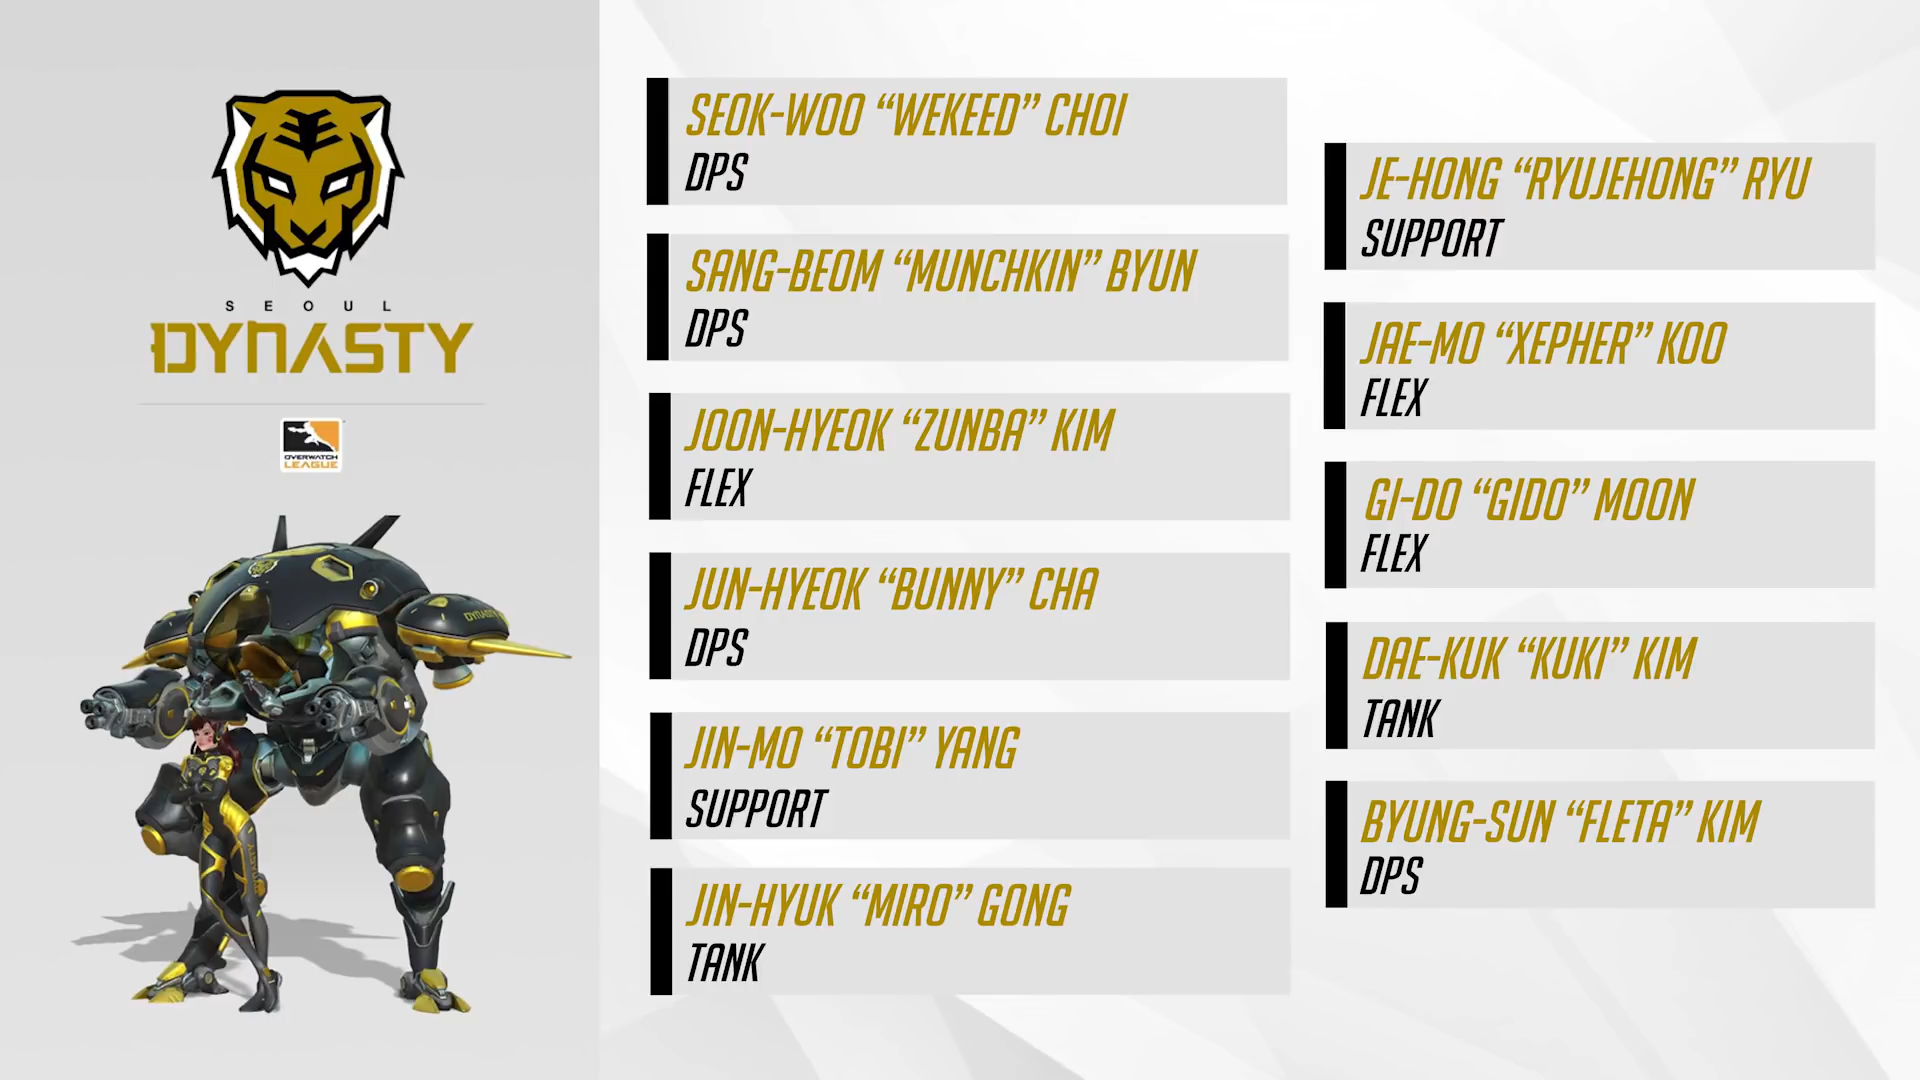 SEOUL
DYNASTY
OVERWATCH
LEAGUE
DYNASTY
SEOK-WOO “WEKEED” CHOI
DPS
SANG-BEOM “MUNCHKIN” BYUN
DPS
JOON-HYEOK “ZUNBA” KIM
FLEX
JUN-HYEOK “BUNNY” CHA
DPS
JIN-MO “TOBI” YANG
SUPPORT
JIN-HYUK “MIRO” GONG
TANK
JE-HONG “RYUJEHONG” RYU
SUPPORT
JAE-MO “XEPHER” KOO
FLEX
GI-DO “GIDO” MOON
FLEX
DAE-KUK “KUKI” KIM
TANK
BYUNG-SUN “FLETA” KIM
DPS